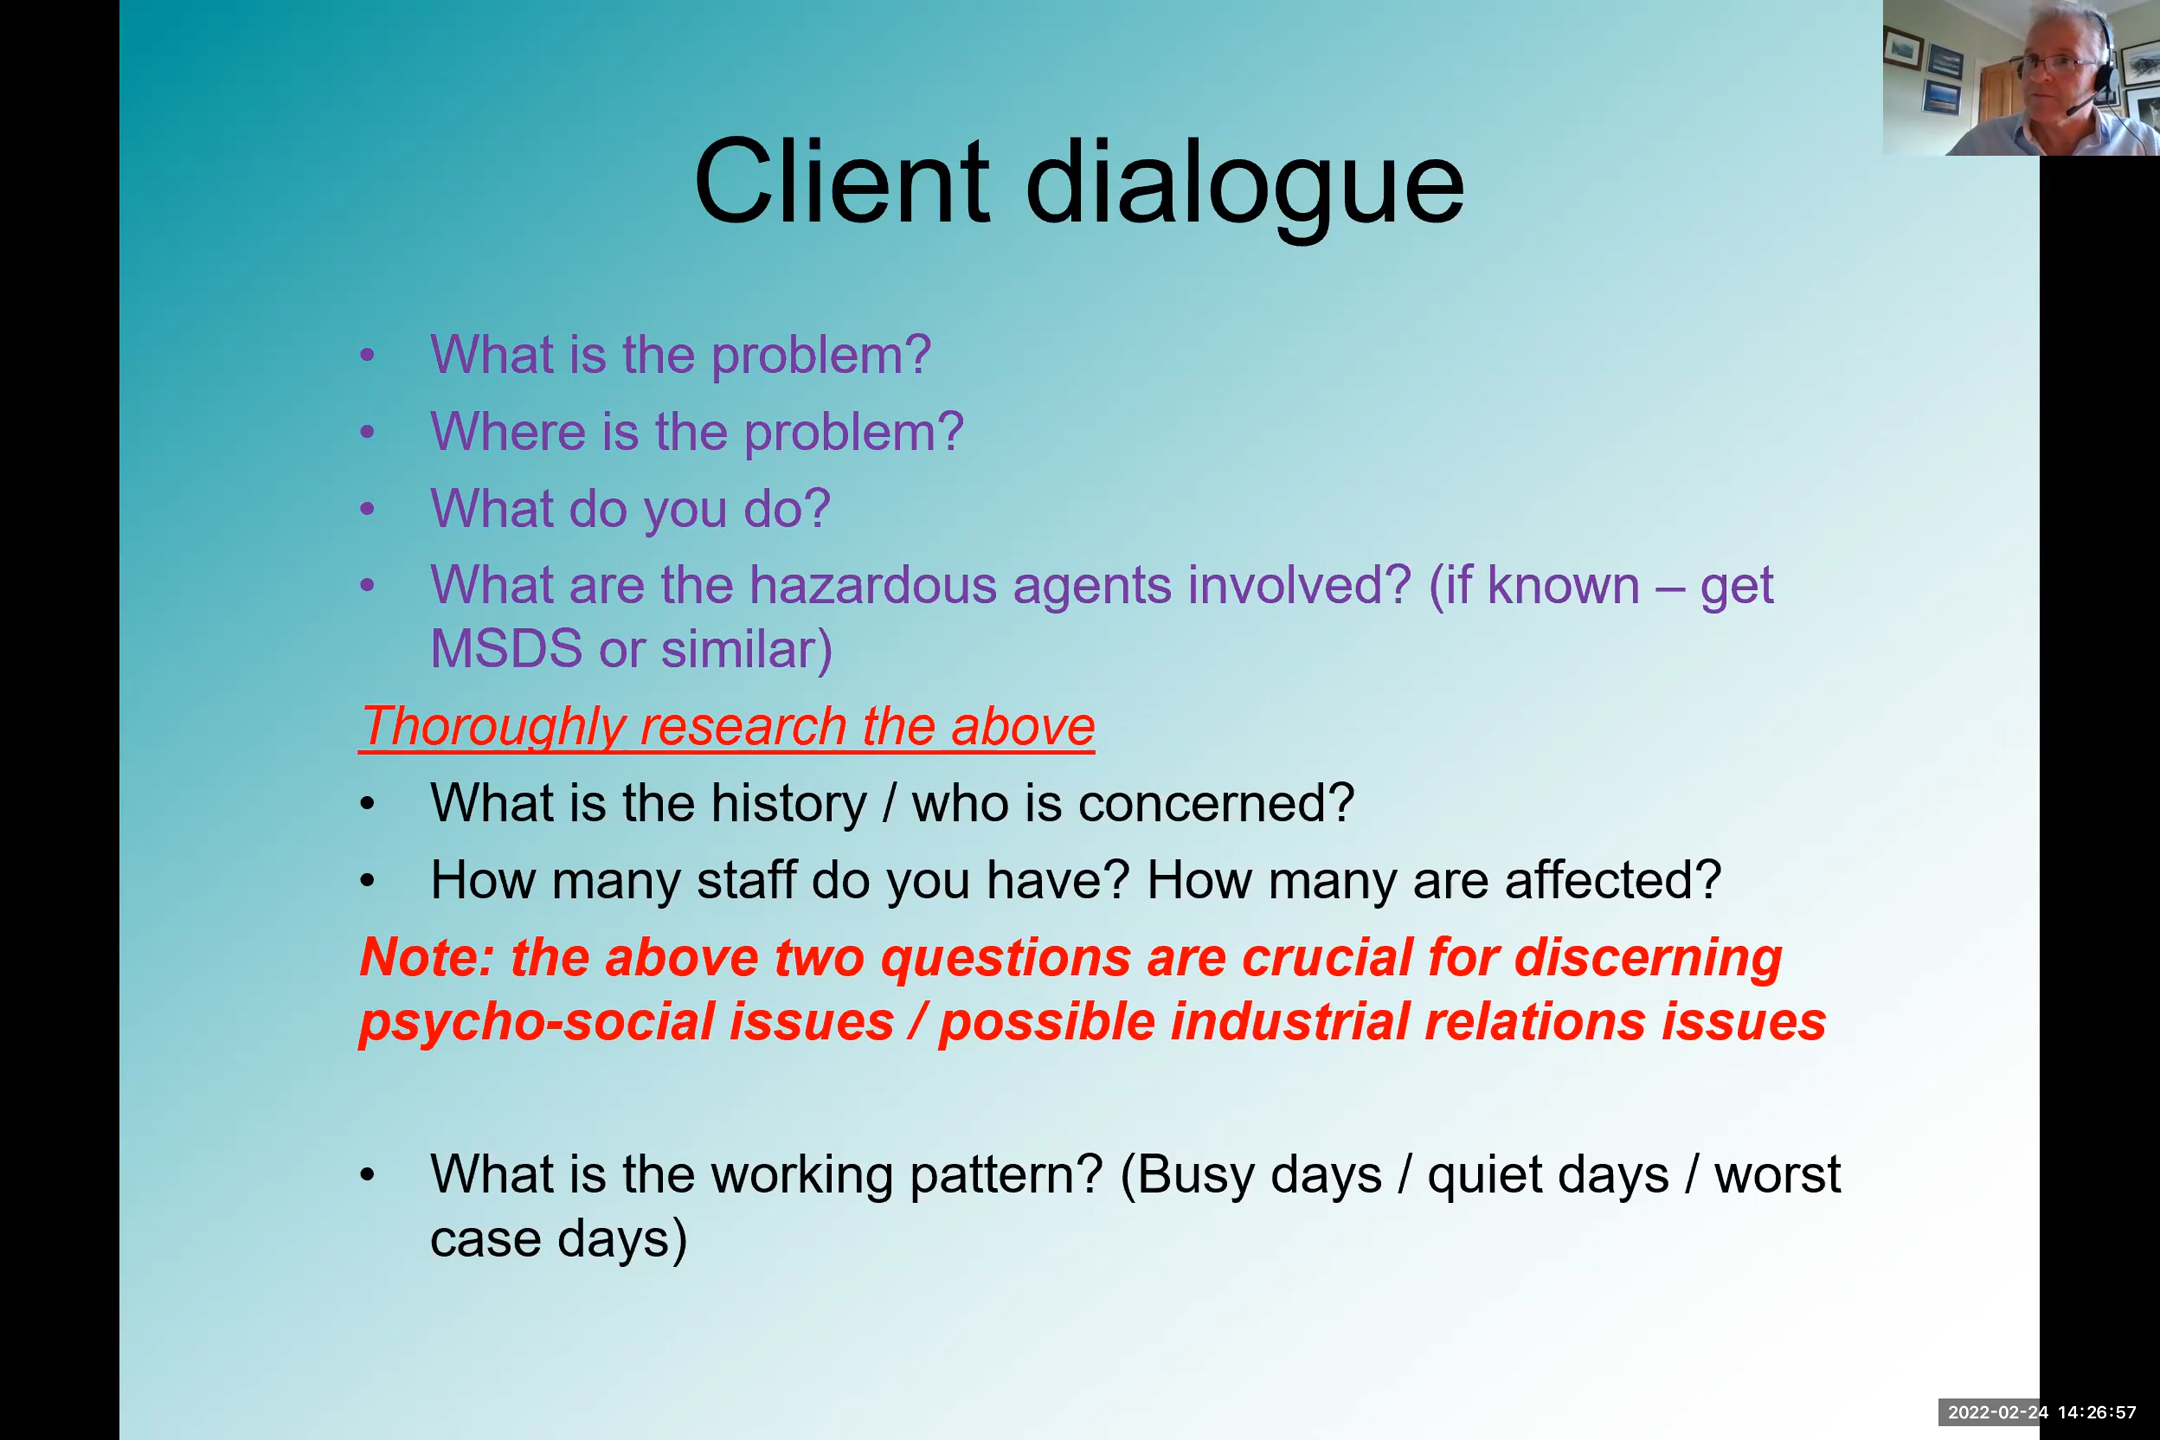 Client dialogue
• What is the problem?
• Where is the problem?
• What do you do?
• What are the hazardous agents involved? (if known – get
MSDS or similar)
Thoroughly research the above
• What is the history / who is concerned?
• How many staff do you have? How many are affected?
Note: the above two questions are crucial for discerning
psycho-social issues / possible industrial relations issues
• What is the working pattern? (Busy days / quiet days / worst
case days)
2022-02-24 14:26:57